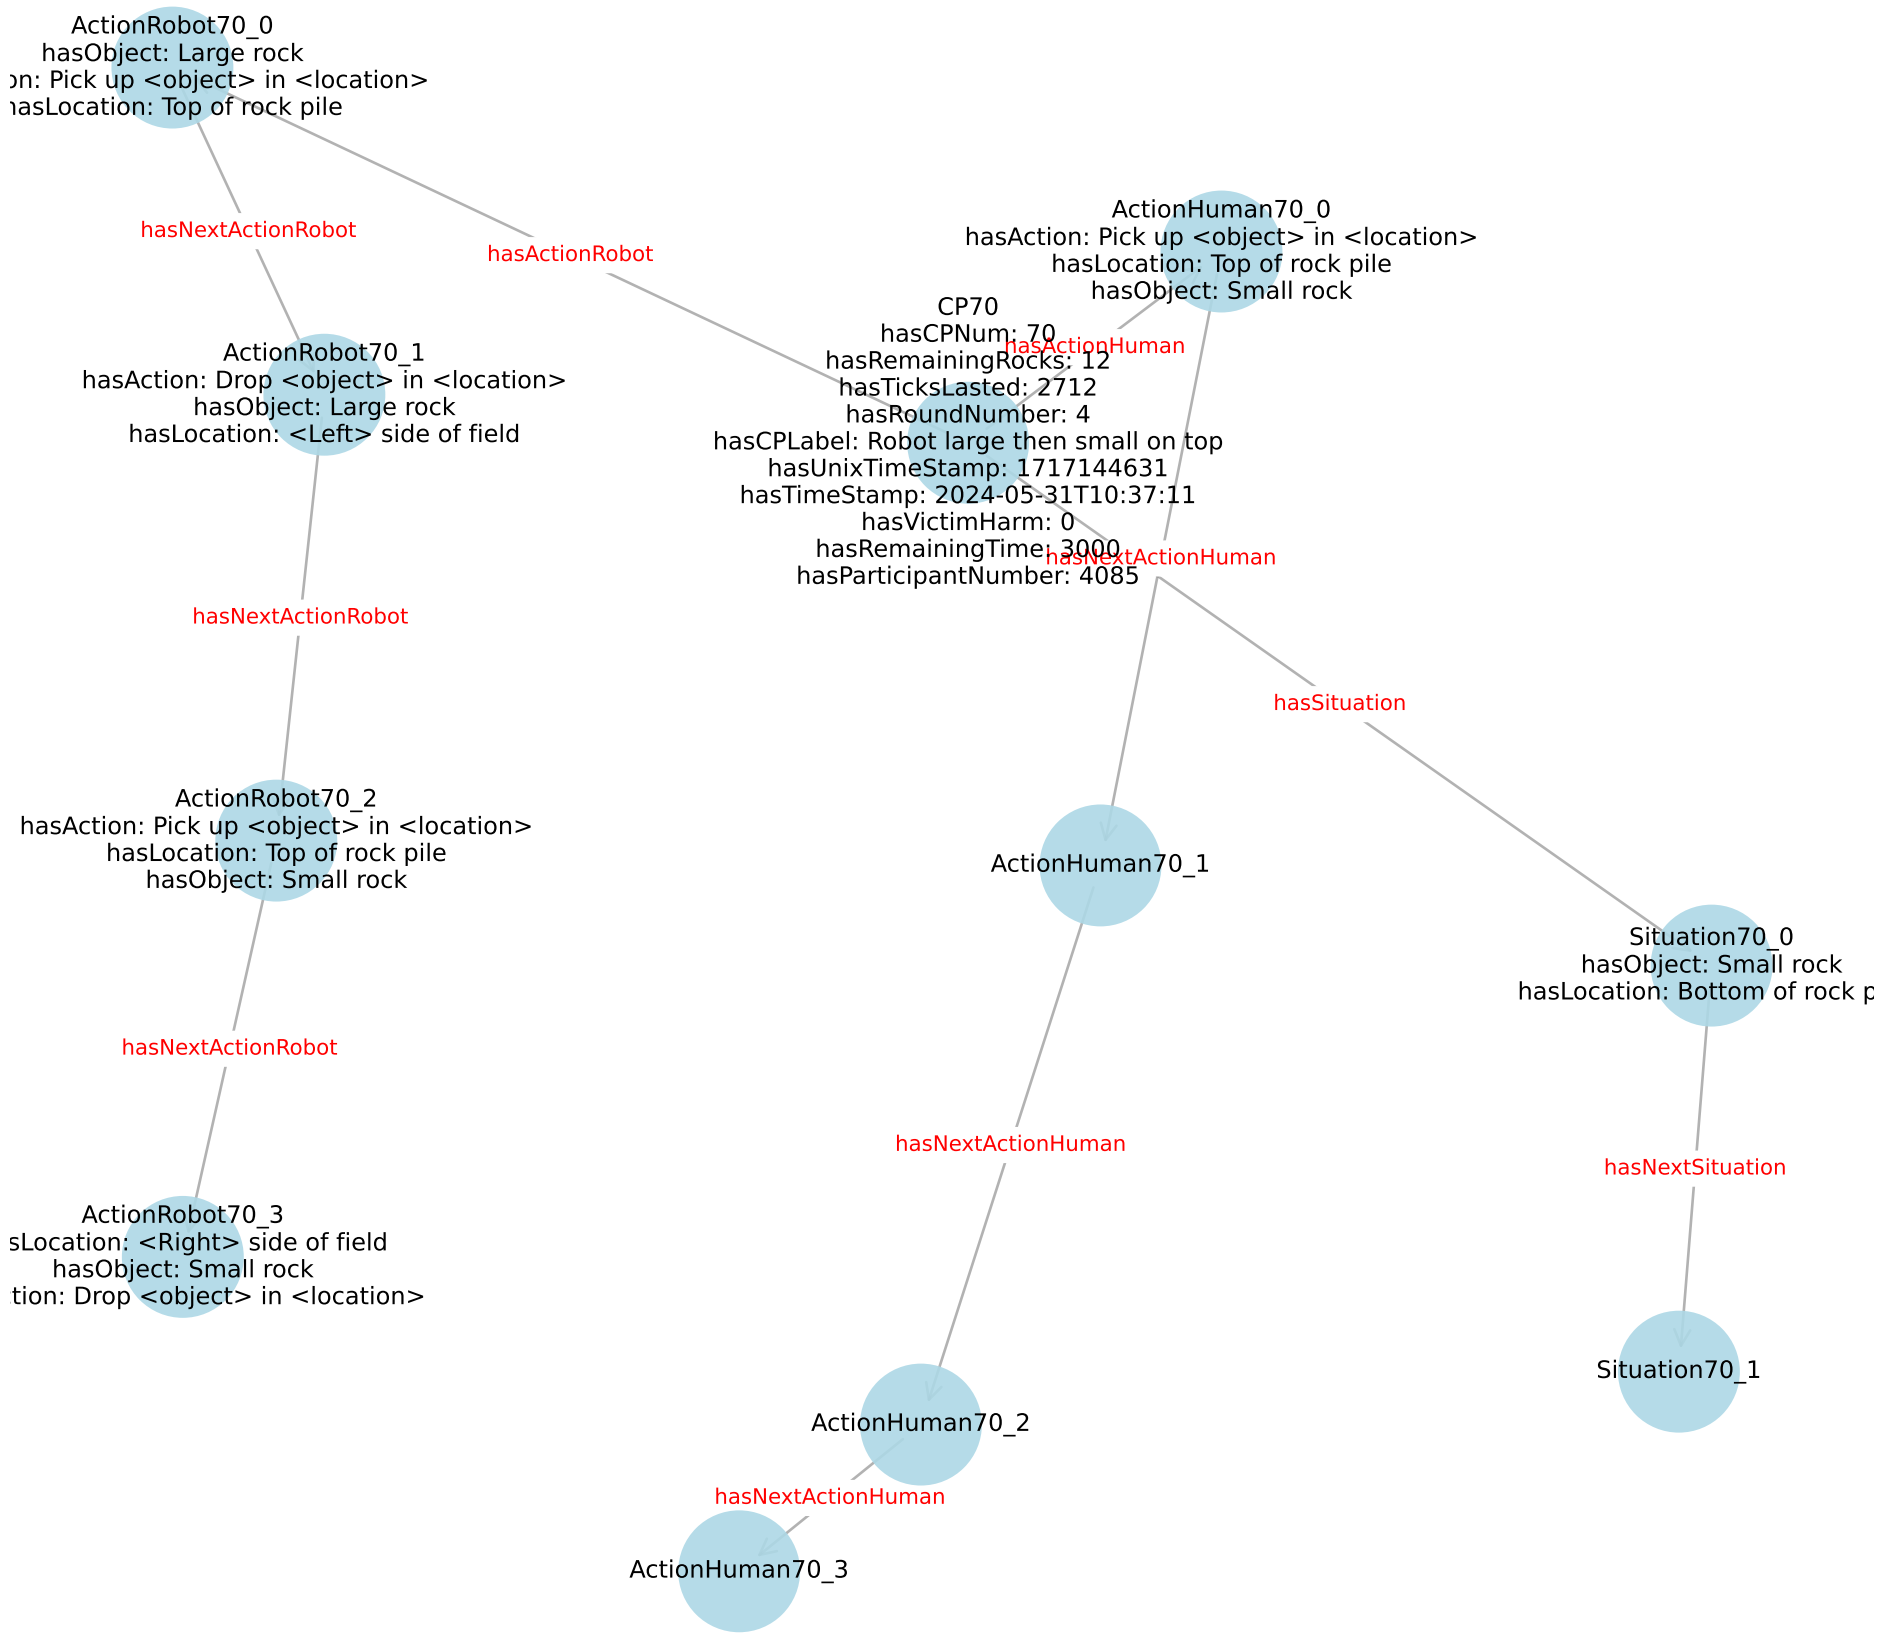 ActionRobot70_0
hasObject: Large rock
on: Pick up <object> in <location>
hasLocation: Top of rock pile
hasNextActionRobot
hasActionRobot
ActionHuman70_0
hasAction: Pick up <object> in <location>
hasLocation: Top of rock pile
hasObject: Small rock
hasActionHuman
CP70
hasCPNum: 70
hasRemainingRocks: 12
hasTicksLasted: 2712
hasRoundNumber: 4
hasCPLabel: Robot large then small on top
hasUnixTimeStamp: 1717144631
hasTimeStamp: 2024-05-31T10:37:11
hasVictimHarm: 0
hasRemainingTime: 3000
hasParticipantNumber: 4085
hasNextActionHuman
ActionRobot70_1
hasAction: Drop <object> in <location>
hasObject: Large rock
hasLocation: <Left> side of field
hasNextActionRobot
hasSituation
ActionRobot70_2
hasAction: Pick up <object> in <location>
hasLocation: Top of rock pile
hasObject: Small rock
ActionHuman70_1
Situation70_0
hasObject: Small rock
hasLocation: Bottom of rock p
hasNextActionRobot
hasNextActionHuman
hasNextSituation
ActionRobot70_3
sLocation: <Right> side of field
hasObject: Small rock
tion: Drop <object> in <location>
Situation70_1
ActionHuman70_2
hasNextActionHuman
ActionHuman70_3